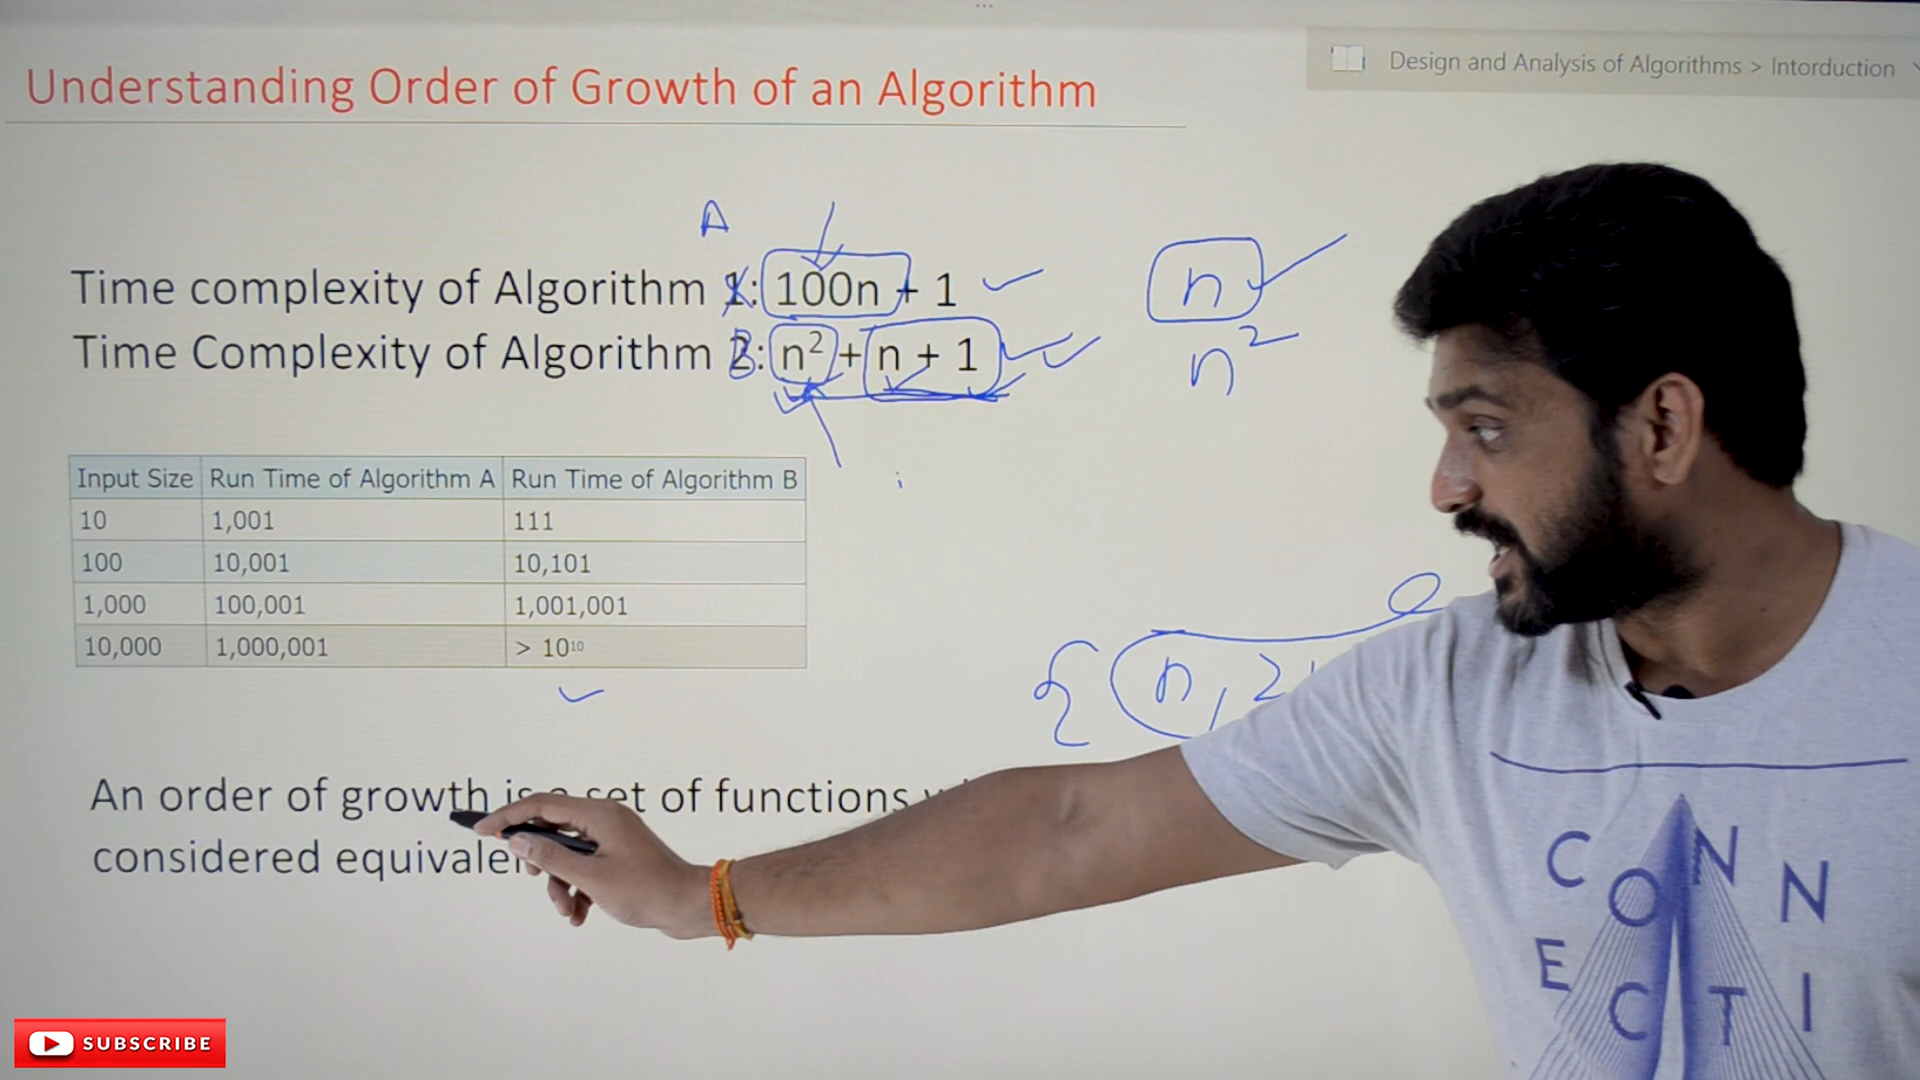 Design and Analysis of Algorithms > Intorduction
Understanding Order of Growth of an Algorithm
A
Time complexity of Algorithm 1: 100n + 1
n
Time Complexity of Algorithm B: n² + n + 1
n²
Input Size Run Time of Algorithm A Run Time of Algorithm B
10 1,001 111
100 10,001 10,101
1,000 100,001 1,001,001
10,000 1,000,001 > 10¹⁰
{ n, 2
An order of growth is a set of functions
considered
CONNECTI
SUBSCRIBE